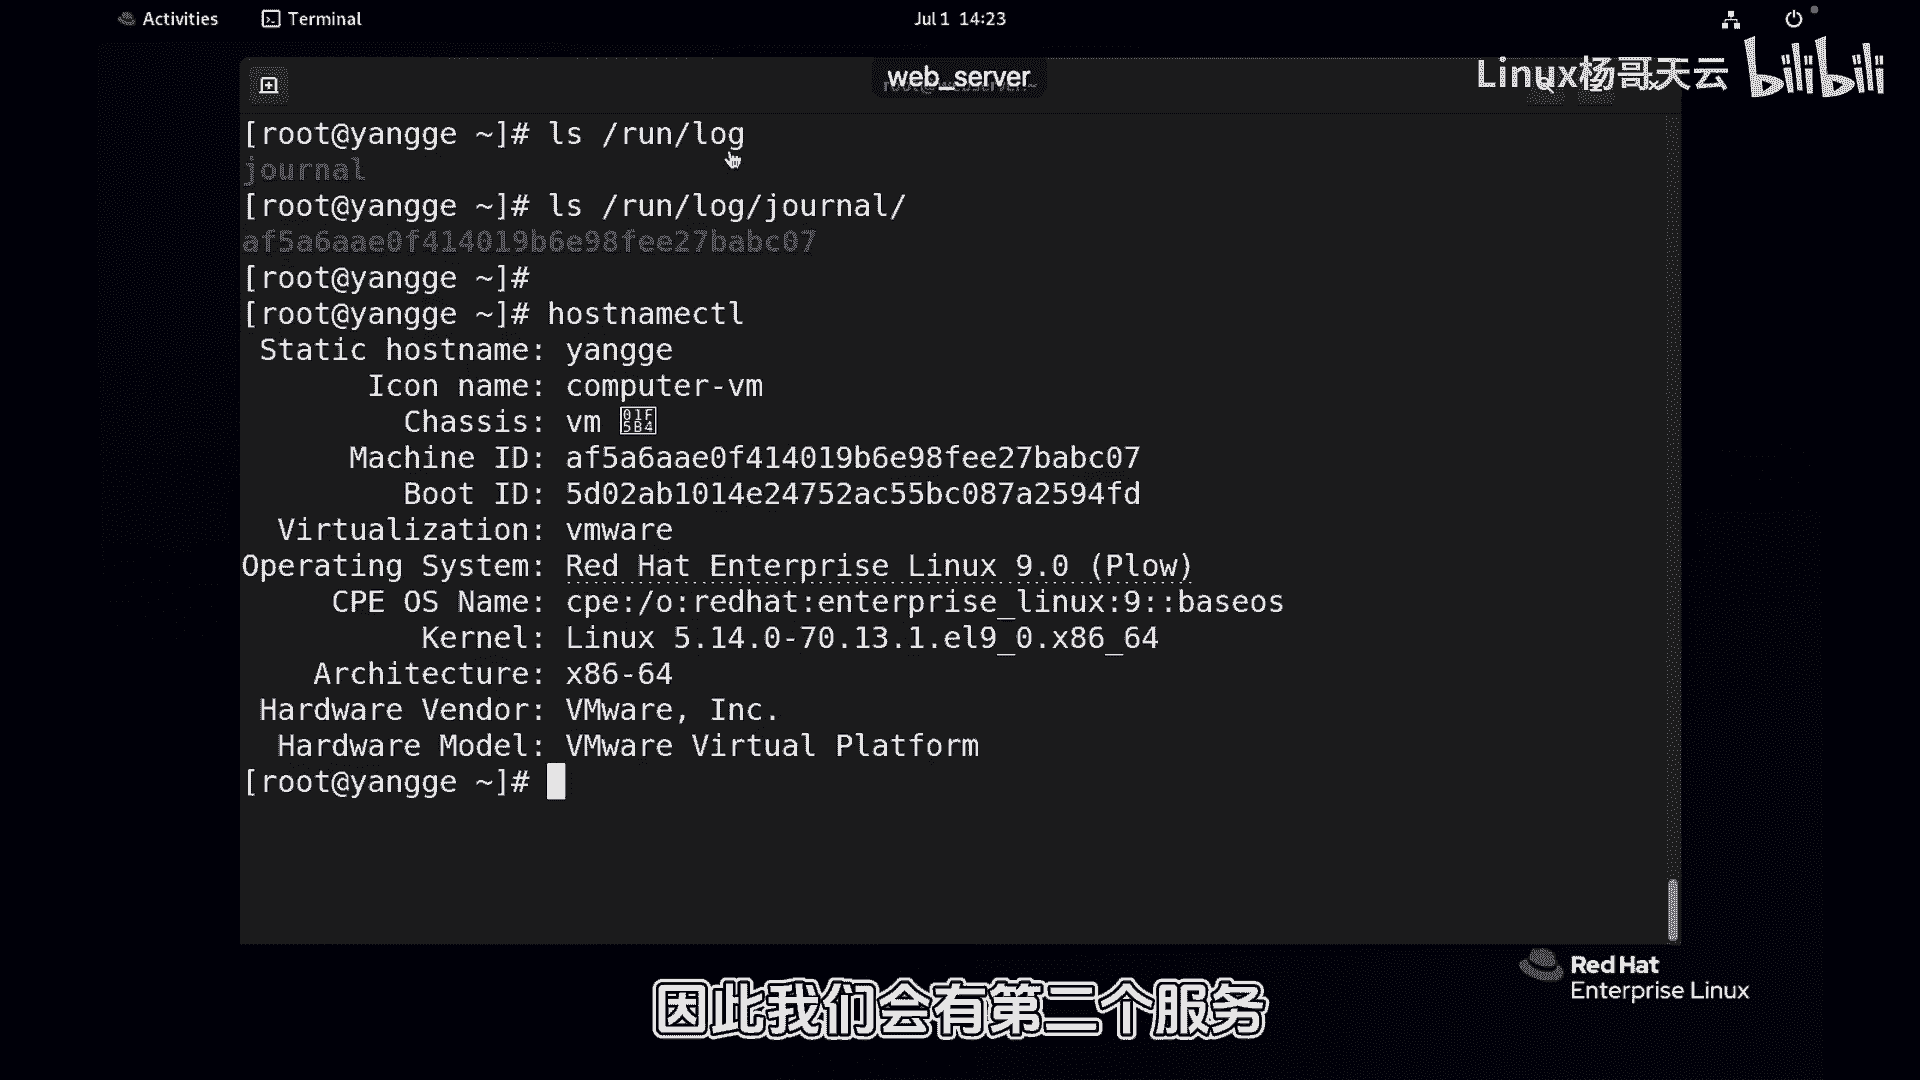 Activities
Terminal
Jul 1 14:23
Linux杨哥天云 bilibili
web_server
[root@yangge ~]# ls /run/log
journal
[root@yangge ~]# ls /run/log/journal/
af5a6aae0f414019b6e98fee27babc07
[root@yangge ~]#
[root@yangge ~]# hostnamectl
Static hostname: yangge
Icon name: computer-vm
Chassis: vm
Machine ID: af5a6aae0f414019b6e98fee27babc07
Boot ID: 5d02ab1014e24752ac55bc087a2594fd
Virtualization: vmware
Operating System: Red Hat Enterprise Linux 9.0 (Plow)
CPE OS Name: cpe:/o:redhat:enterprise_linux:9::baseos
Kernel: Linux 5.14.0-70.13.1.el9_0.x86_64
Architecture: x86-64
Hardware Vendor: VMware, Inc.
Hardware Model: VMware Virtual Platform
[root@yangge ~]#
Red Hat
Enterprise Linux
因此我们会有第二个服务